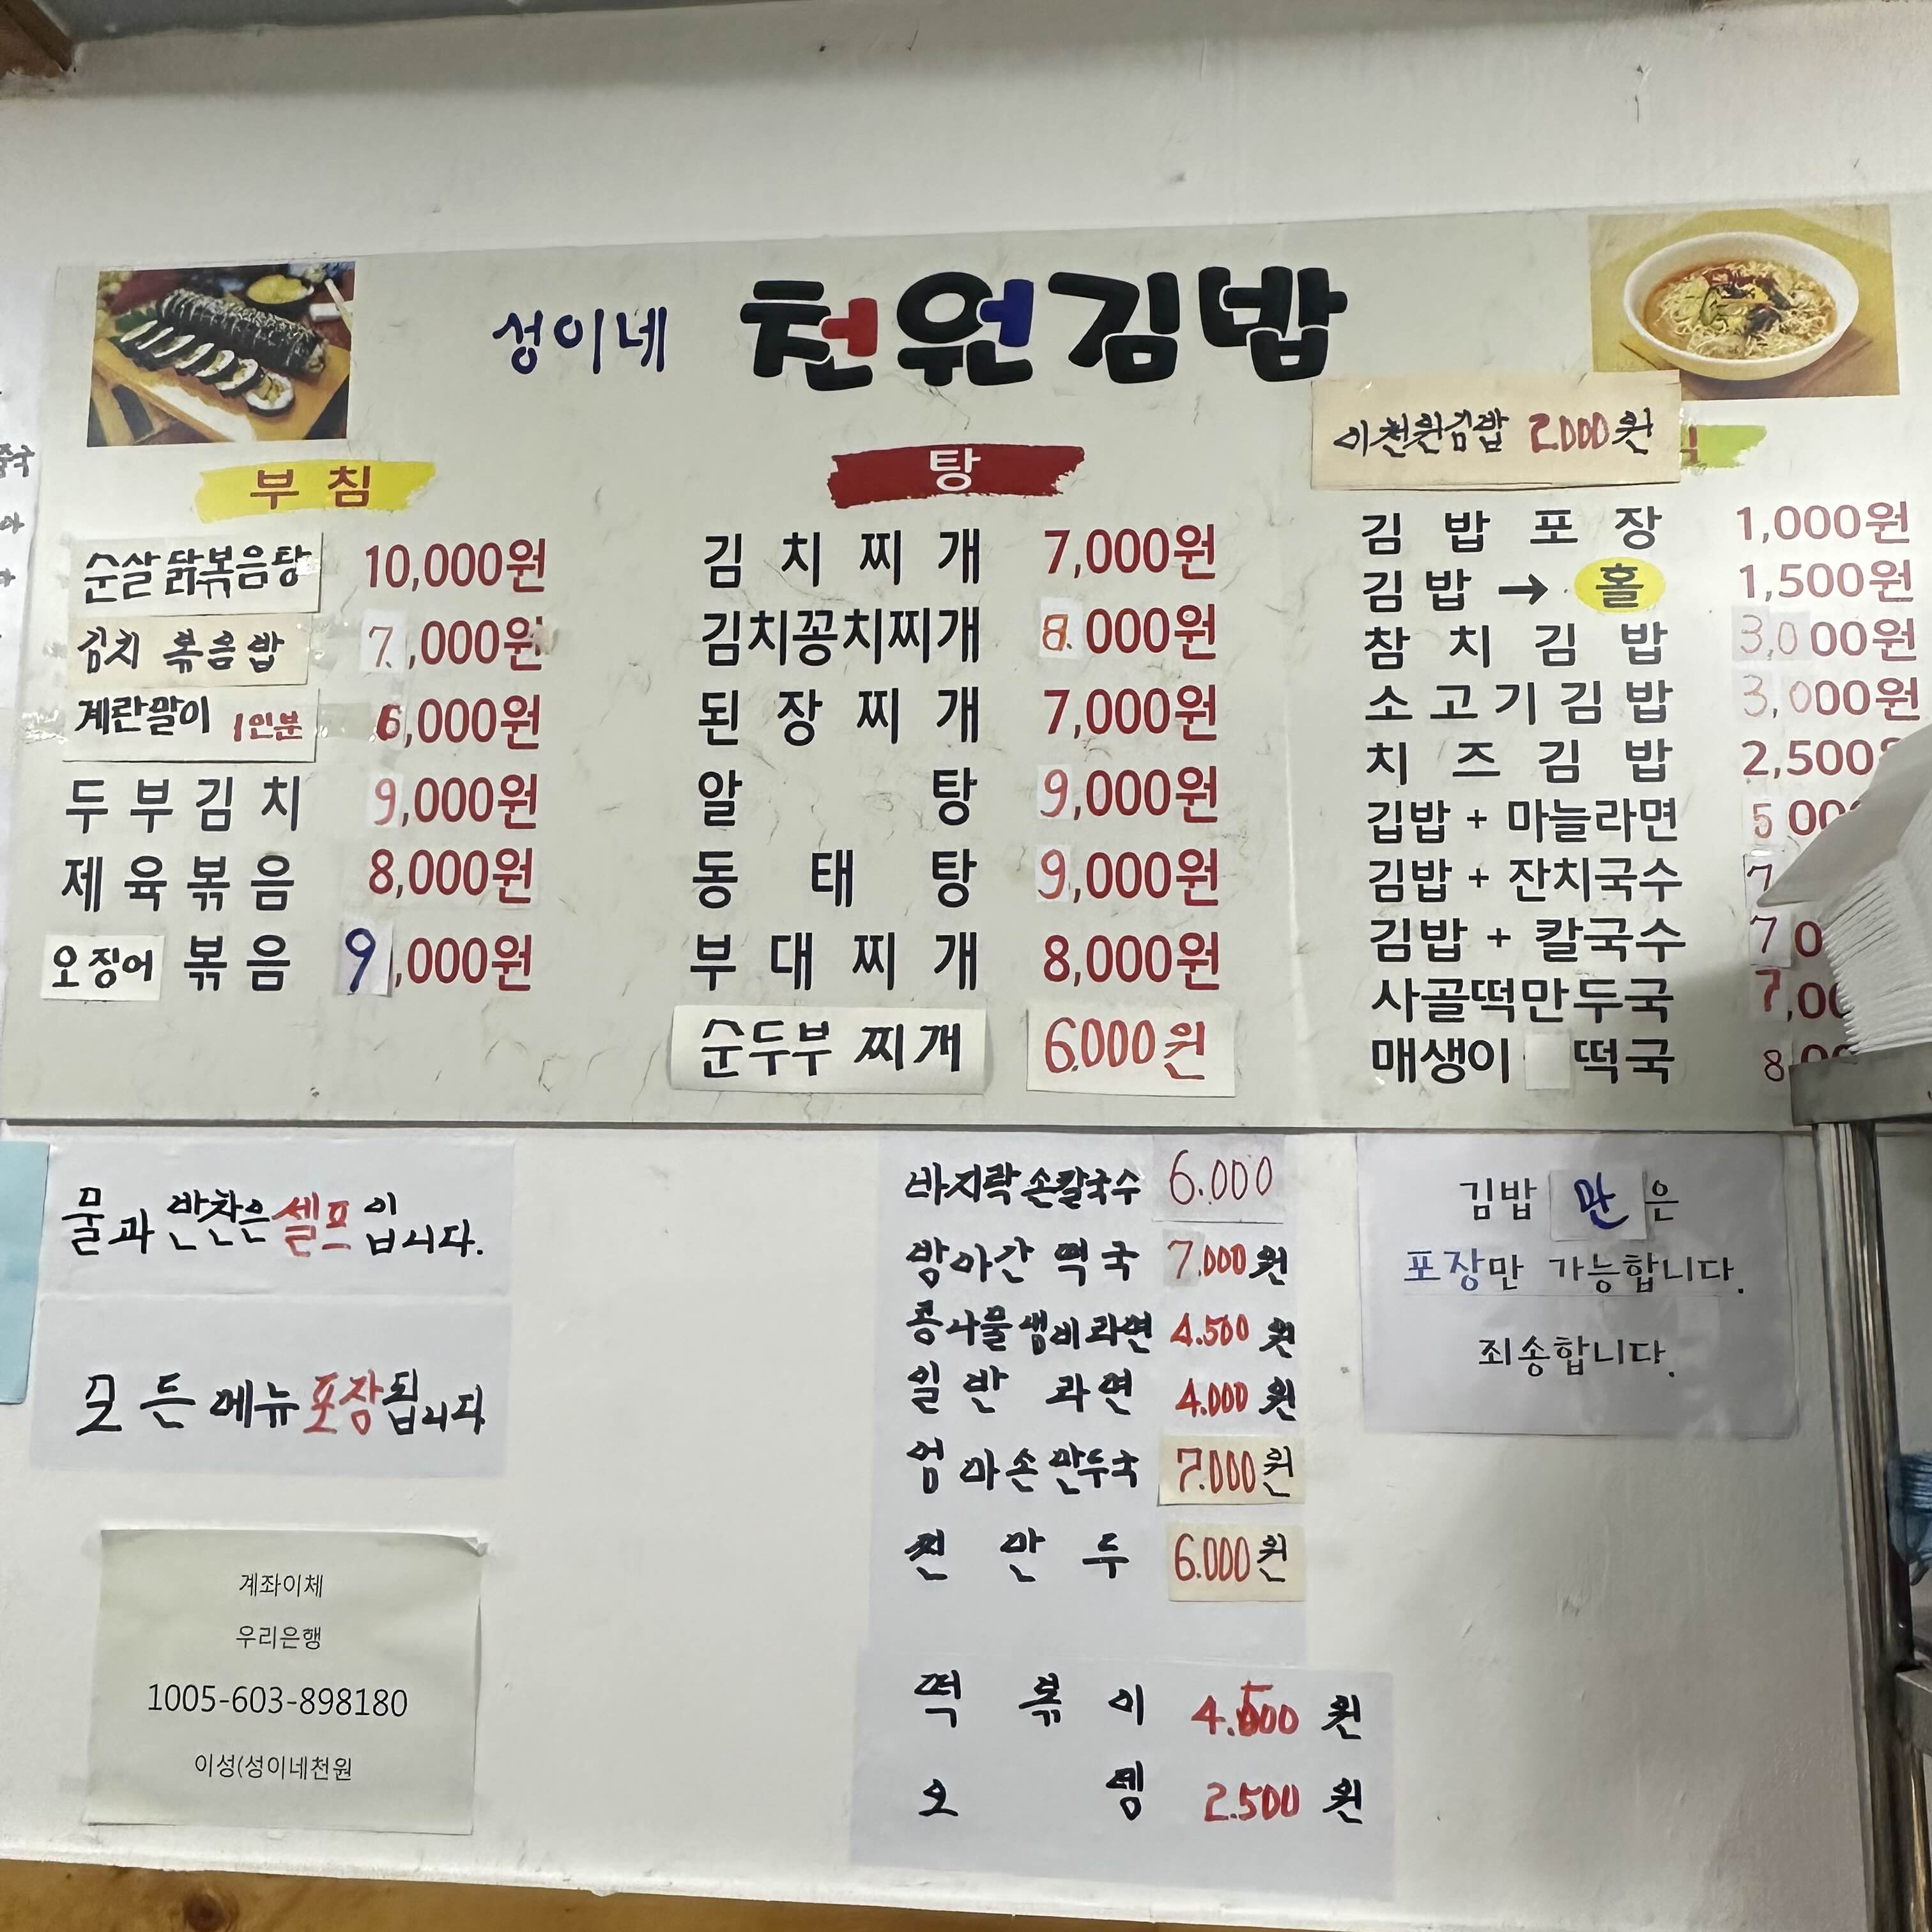 성이네 천원김밥
이천원김밥 2000원
부 침
순살닭볶음탕 10,000원
김치 볶음밥 7,000원
계란말이 1인분 6,000원
두부김치 9,000원
제육볶음 8,000원
오징어 볶음 9,000원
탕
김치찌개 7,000원
김치꽁치찌개 8.000원
된장찌개 7,000원
알탕 9,000원
동태탕 9,000원
부대찌개 8,000원
순두부 찌개 6.000원
김밥포장 1,000원
김밥 → 홀 1,500원
참치김밥 3,000원
소고기김밥 3,000원
치즈김밥 2,500
김밥 + 마늘라면
김밥 + 잔치국수
김밥 + 칼국수
사골떡만두국
매생이 떡국
물과 반찬은 셀프입니다.
모든 메뉴 포장됩니다
계좌이체
우리은행
1005-603-898180
이성(성이네천원
바지락 손칼국수 6.000
방아간 떡국 7.000원
콩나물냄비라면 4.500원
일반 라면 4.000원
엄마손만두국 7.000원
찐만두 6.000원
떡볶이 4.500원
오뎅 2.500원
김밥 만은
포장만 가능합니다.
죄송합니다.